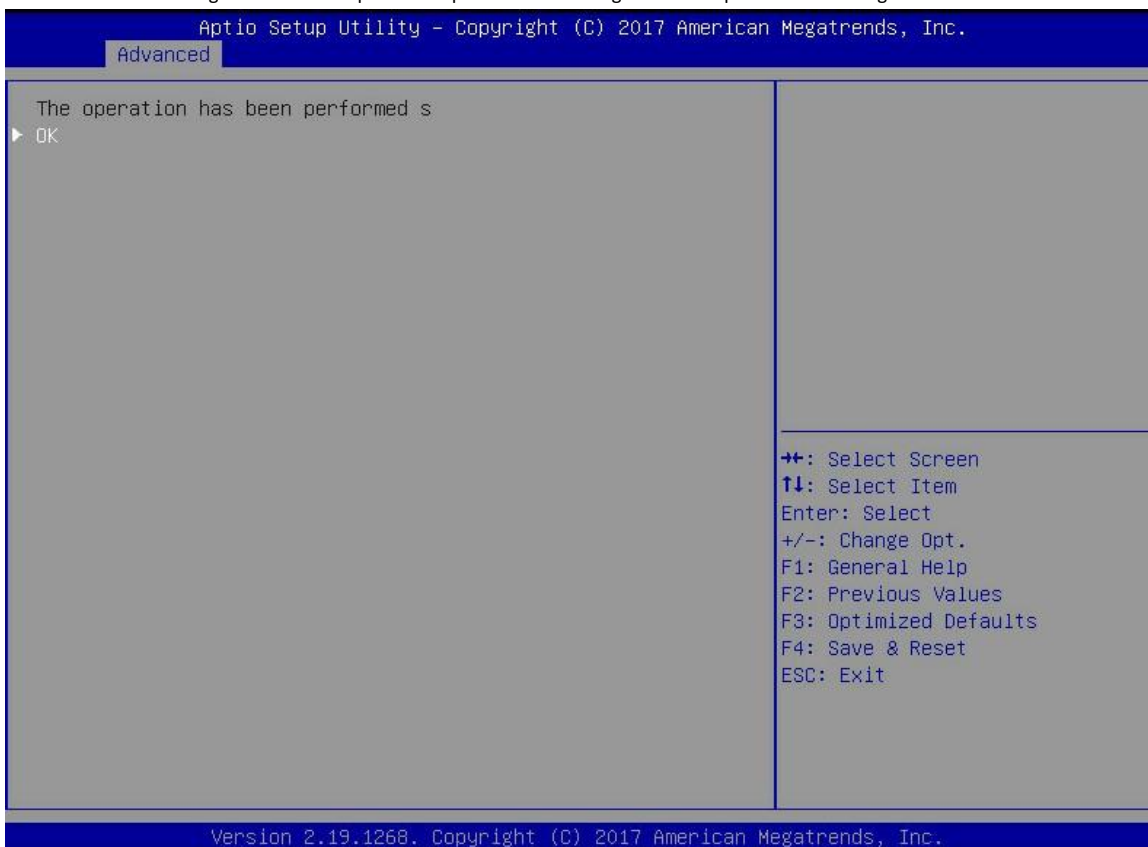 Aptio Setup Utility – Copyright (C) 2017 American Megatrends, Inc.
Advanced
The operation has been performed s
OK
→←: Select Screen
↑↓: Select Item
Enter: Select
+/-: Change Opt.
F1: General Help
F2: Previous Values
F3: Optimized Defaults
F4: Save & Reset
ESC: Exit
Version 2.19.1268. Copyright (C) 2017 American Megatrends, Inc.